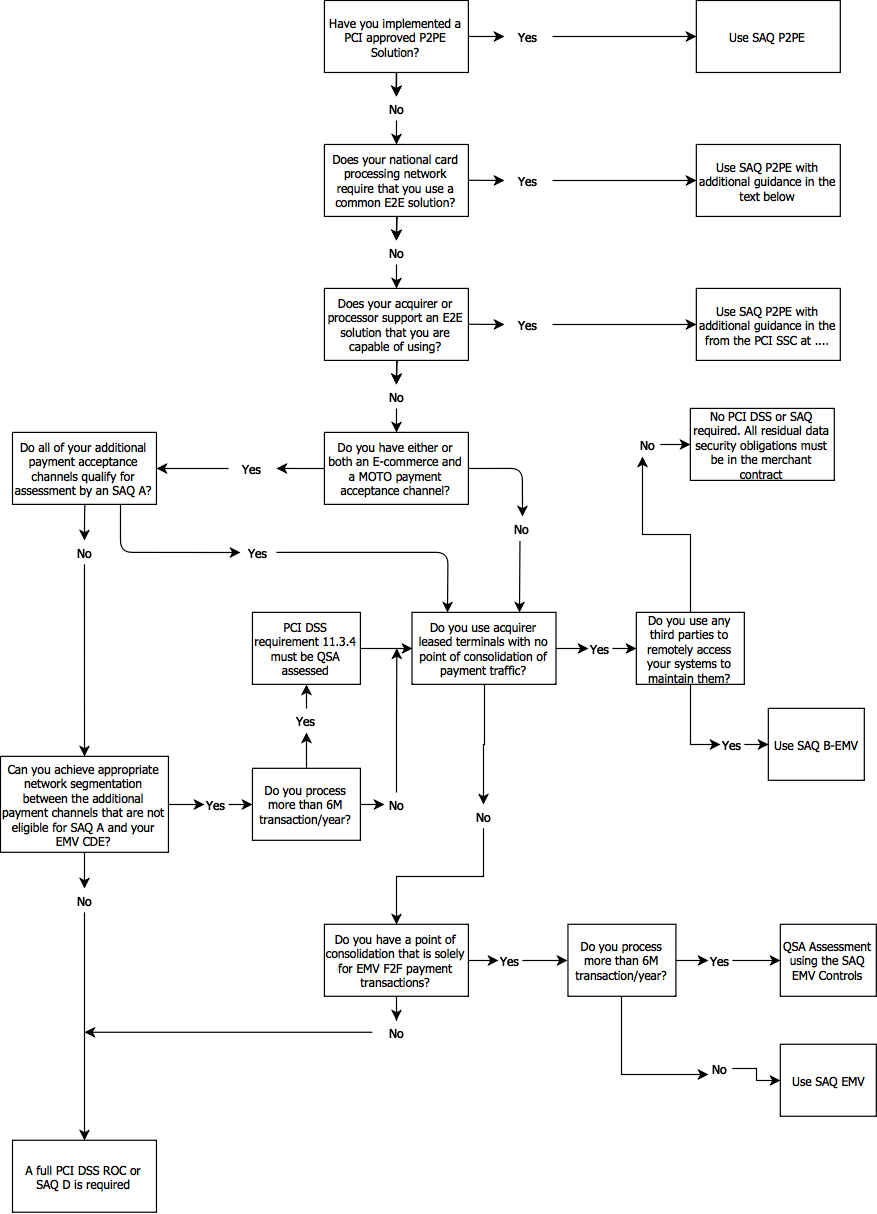 Have you implemented a
PCI approved P2PE
Solution?
Yes
Use SAQ P2PE
No
Does your national card
processing network
require that you use a
common E2E solution?
Yes
Use SAQ P2PE with
additional guidance in the
text below
No
Does your acquirer or
processor support an E2E
solution that you are
capable of using?
Yes
Use SAQ P2PE with
additional guidance in the
from the PCI SSC at ....
No
Do all of your additional
payment acceptance
channels qualify for
assessment by an SAQ A?
Yes
Do you have either or
both an E-commerce and
a MOTO payment
acceptance channel?
No
No PCI DSS or SAQ
required. All residual data
security obligations must
be in the merchant
contract
No
No
Yes
PCI DSS
requirement 11.3.4
must be QSA
assessed
Do you use acquirer
leased terminals with no
point of consolidation of
payment traffic?
Yes
Do you use any
third parties to
remotely access
your systems to
maintain them?
Yes
Yes
Use SAQ B-EMV
Can you achieve appropriate
network segmentation
between the additional
payment channels that are not
eligible for SAQ A and your
EMV CDE?
Yes
Do you process
more than 6M
transaction/year?
No
No
No
Do you have a point of
consolidation that is solely
for EMV F2F payment
transactions?
Yes
Do you process
more than 6M
transaction/year?
Yes
QSA Assessment
using the SAQ
EMV Controls
No
No
Use SAQ EMV
A full PCI DSS ROC or
SAQ D is required